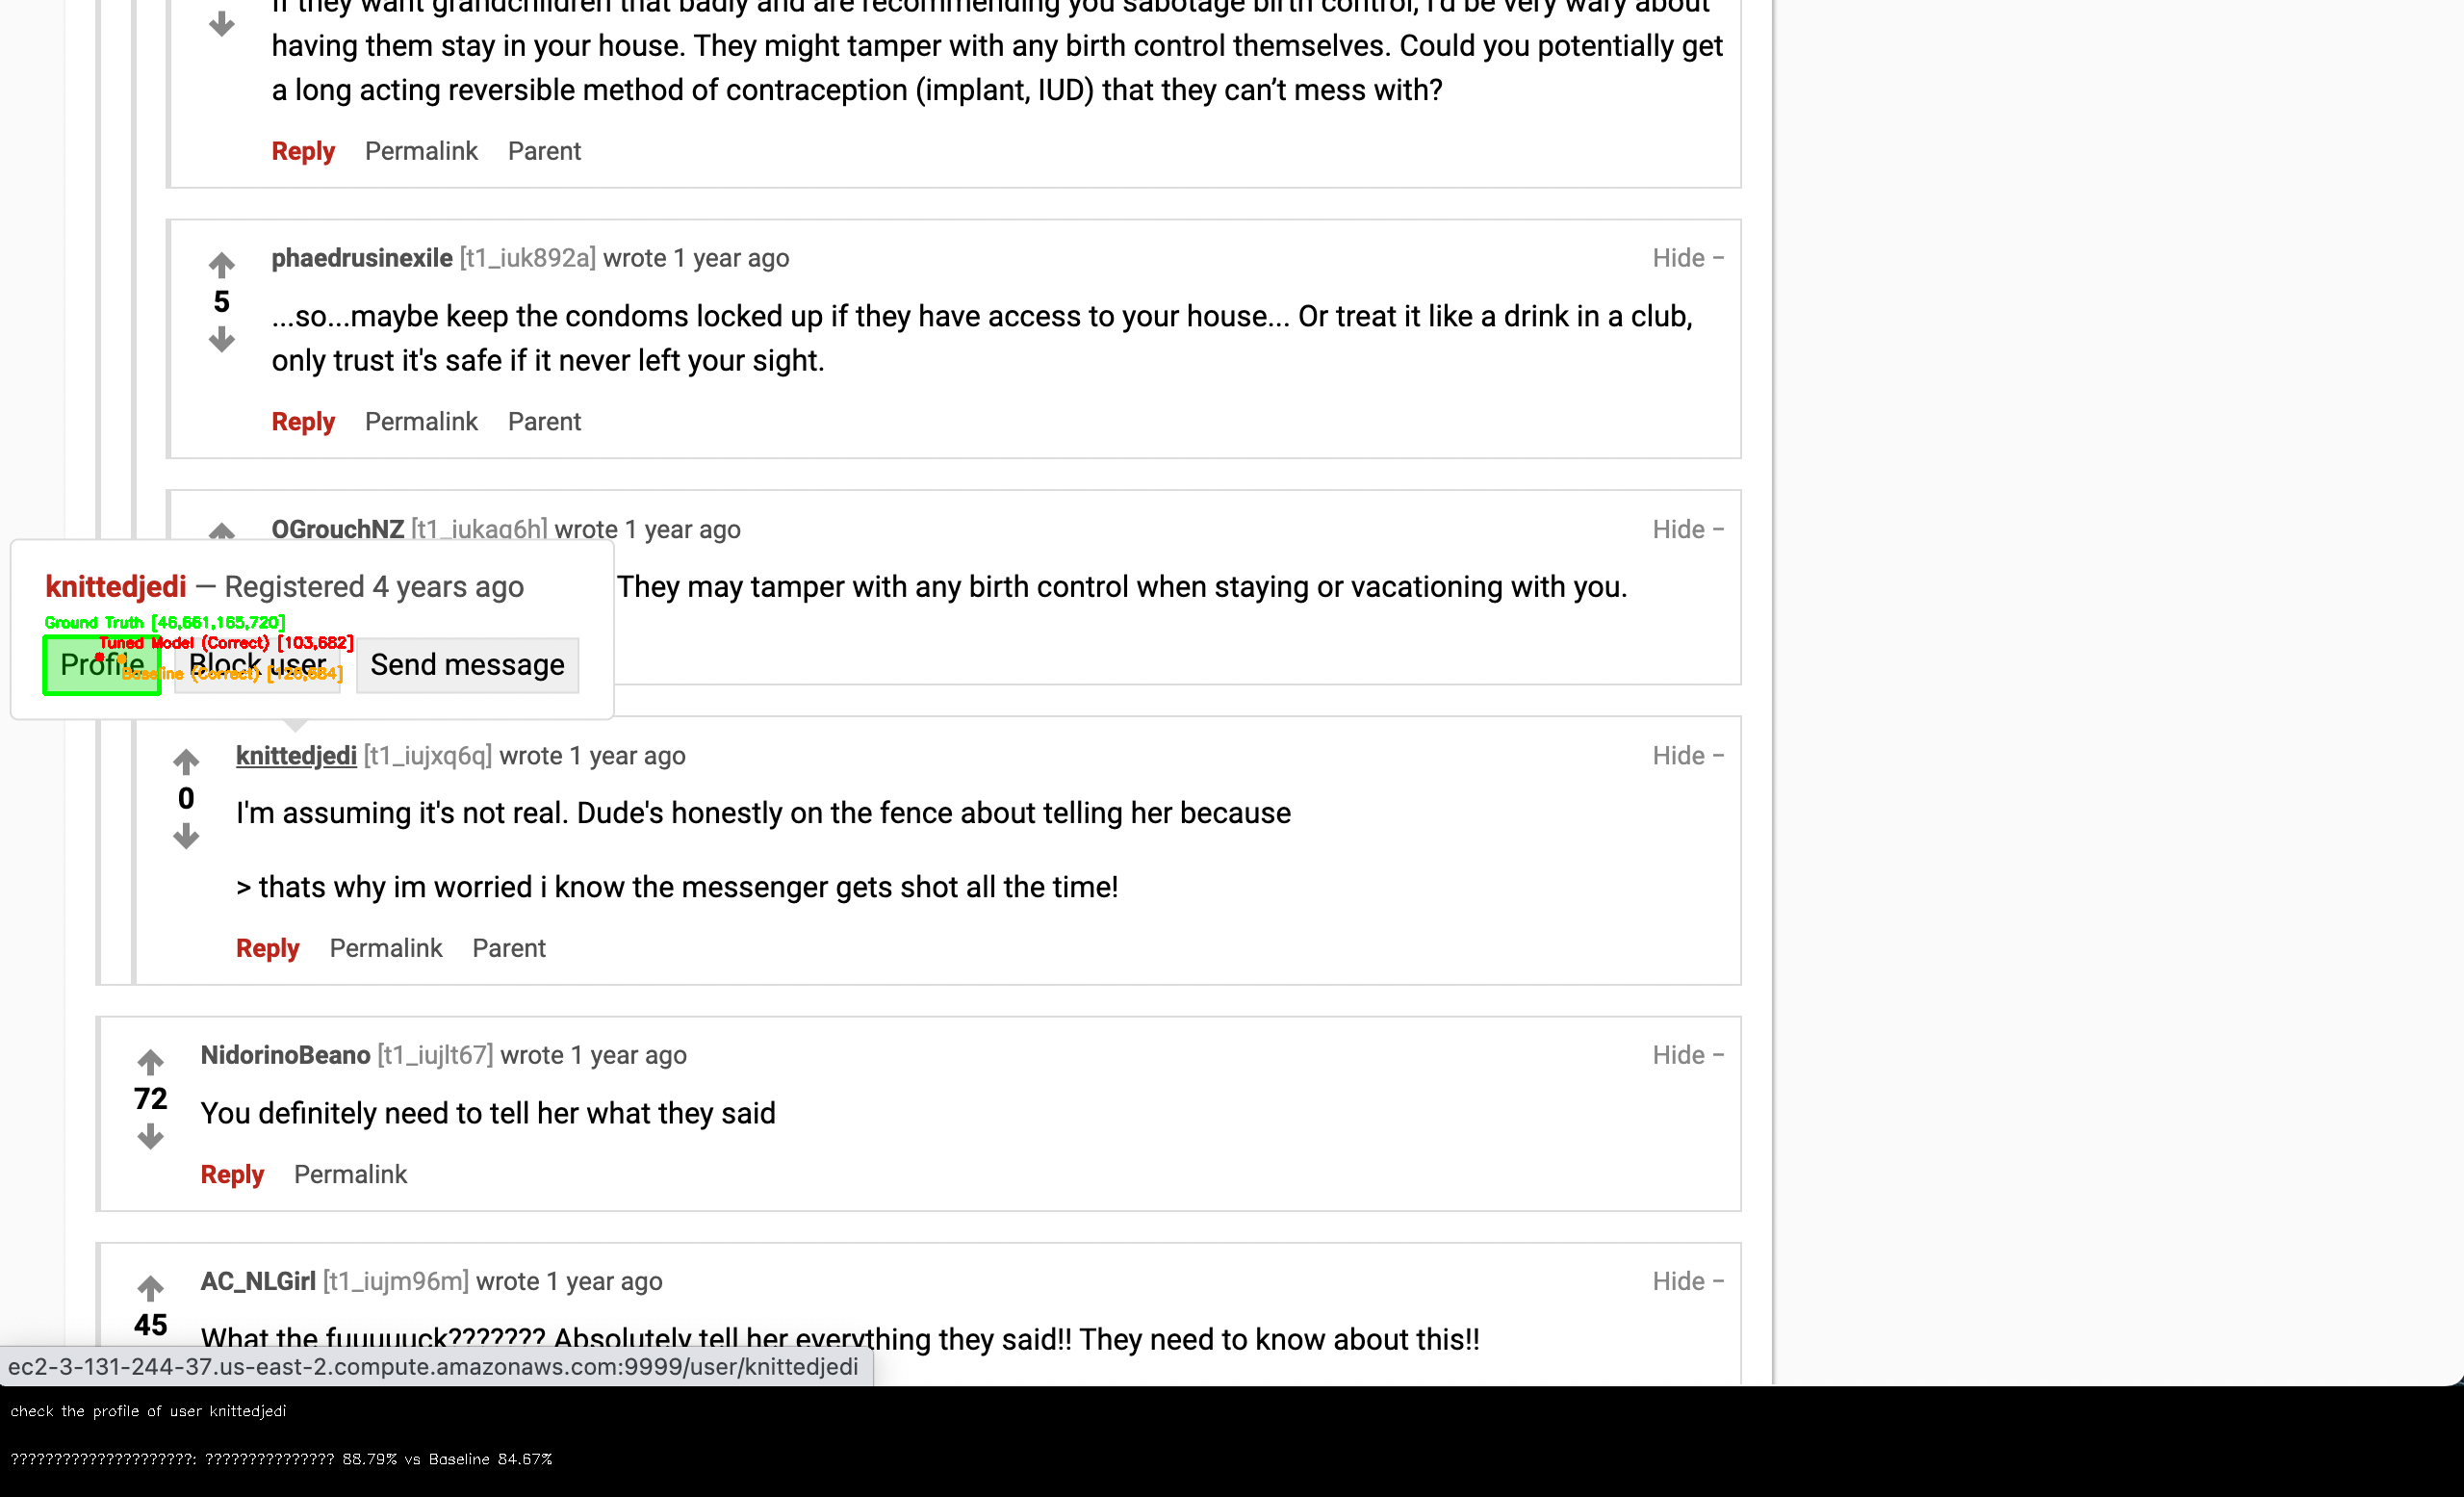 If they want grandchildren that badly and are recommending you sabotage birth control, I'd be very wary about
having them stay in your house. They might tamper with any birth control themselves. Could you potentially get
a long acting reversible method of contraception (implant, IUD) that they can’t mess with?
Reply Permalink Parent
phaedrusinexile [t1_iuk892a] wrote 1 year ago Hide –
5
...so...maybe keep the condoms locked up if they have access to your house... Or treat it like a drink in a club,
only trust it's safe if it never left your sight.
Reply Permalink Parent
OGrouchNZ [t1_iukag6h] wrote 1 year ago Hide –
They may tamper with any birth control when staying or vacationing with you.
knittedjedi — Registered 4 years ago
Ground Truth [46,661,165,720]
Tuned Model (Correct) [103,682]
Profile Block user Send message
Baseline (Correct) [126,684]
knittedjedi [t1_iujxq6q] wrote 1 year ago Hide –
0
I'm assuming it's not real. Dude's honestly on the fence about telling her because
> thats why im worried i know the messenger gets shot all the time!
Reply Permalink Parent
NidorinoBeano [t1_iujlt67] wrote 1 year ago Hide –
72
You definitely need to tell her what they said
Reply Permalink
AC_NLGirl [t1_iujm96m] wrote 1 year ago Hide –
45
What the fuuuuuck??????? Absolutely tell her everything they said!! They need to know about this!!
ec2-3-131-244-37.us-east-2.compute.amazonaws.com:9999/user/knittedjedi
check the profile of user knittedjedi
?????????????????????: ??????????????? 88.79% vs Baseline 84.67%